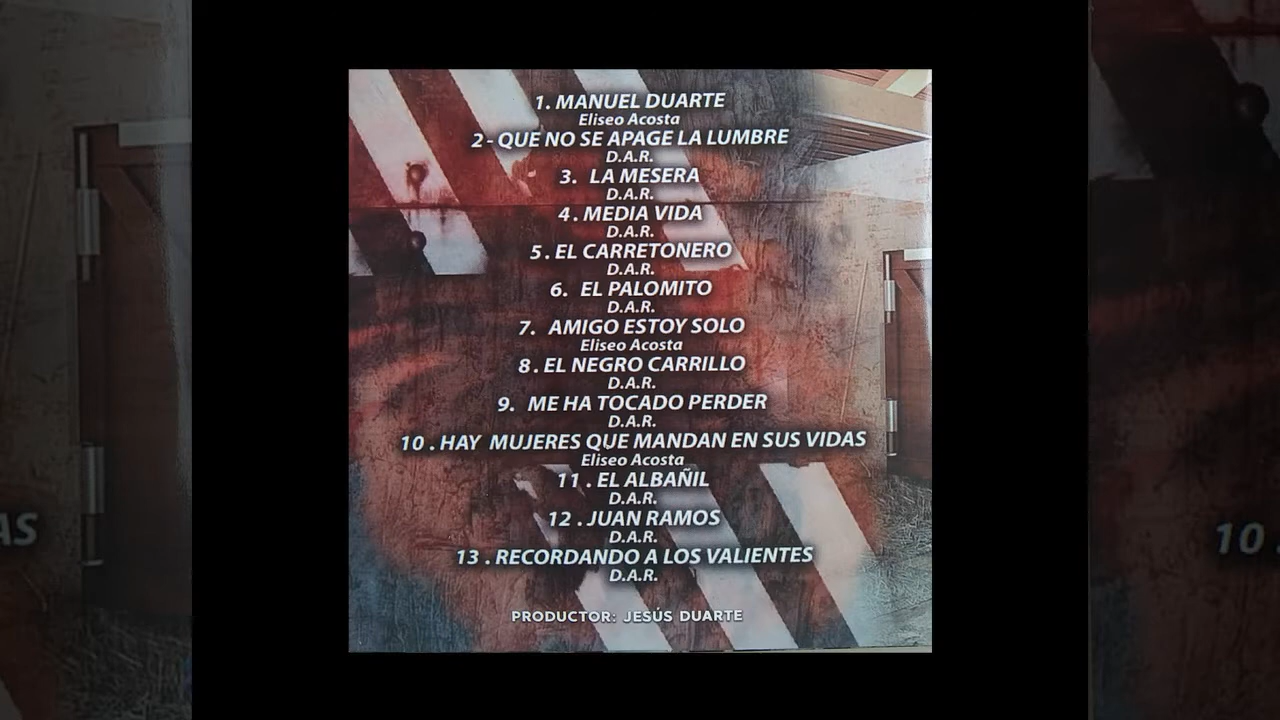 1. MANUEL DUARTE
Eliseo Acosta
2- QUE NO SE APAGE LA LUMBRE
D.A.R.
3. LA MESERA
D.A.R.
4. MEDIA VIDA
D.A.R.
5. EL CARRETONERO
D.A.R.
6. EL PALOMITO
D.A.R.
7. AMIGO ESTOY SOLO
Eliseo Acosta
8. EL NEGRO CARRILLO
D.A.R.
9. ME HA TOCADO PERDER
D.A.R.
10. HAY MUJERES QUE MANDAN EN SUS VIDAS
Eliseo Acosta
11. EL ALBAÑIL
D.A.R.
12. JUAN RAMOS
D.A.R.
13. RECORDANDO A LOS VALIENTES
D.A.R.
PRODUCTOR: JESÚS DUARTE
AS
10